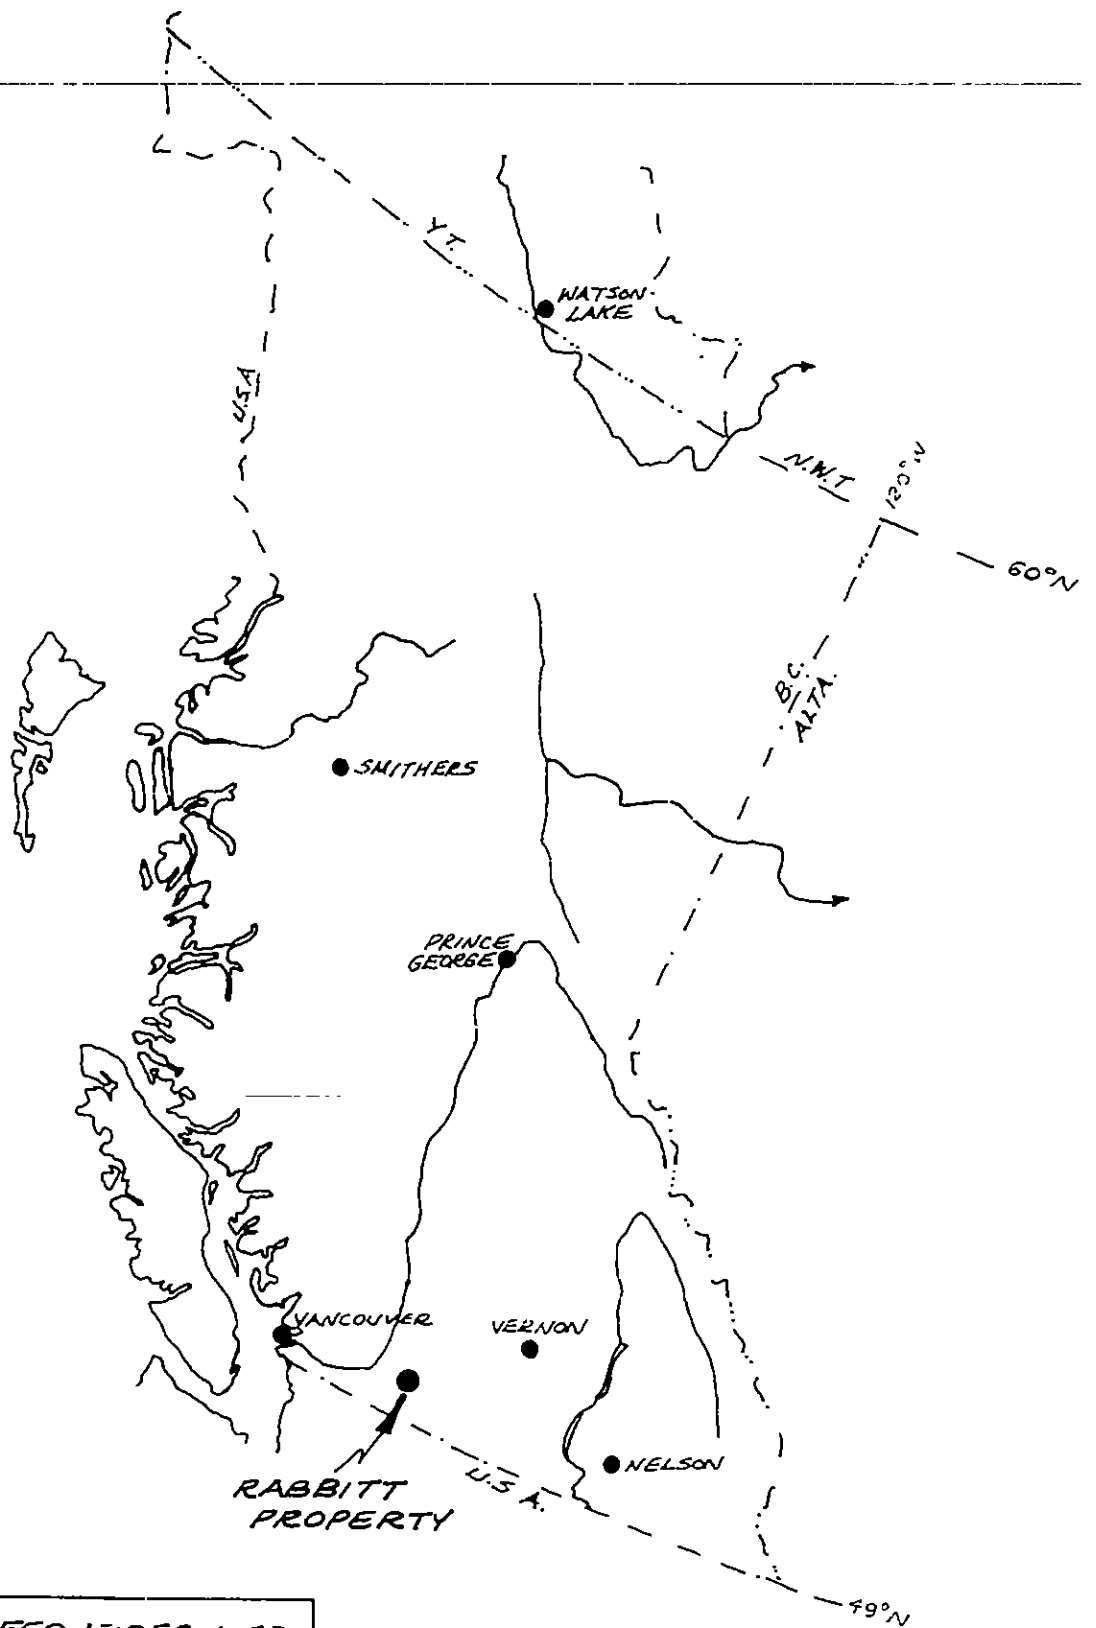 Y.T.
WATSON
LAKE
U.S.A
N.W.T
120°W
60°N
B.C.
ALTA.
SMITHERS
PRINCE
GEORGE
VANCOUVER
VERNON
NELSON
U.S.A.
RABBITT
PROPERTY
49°N